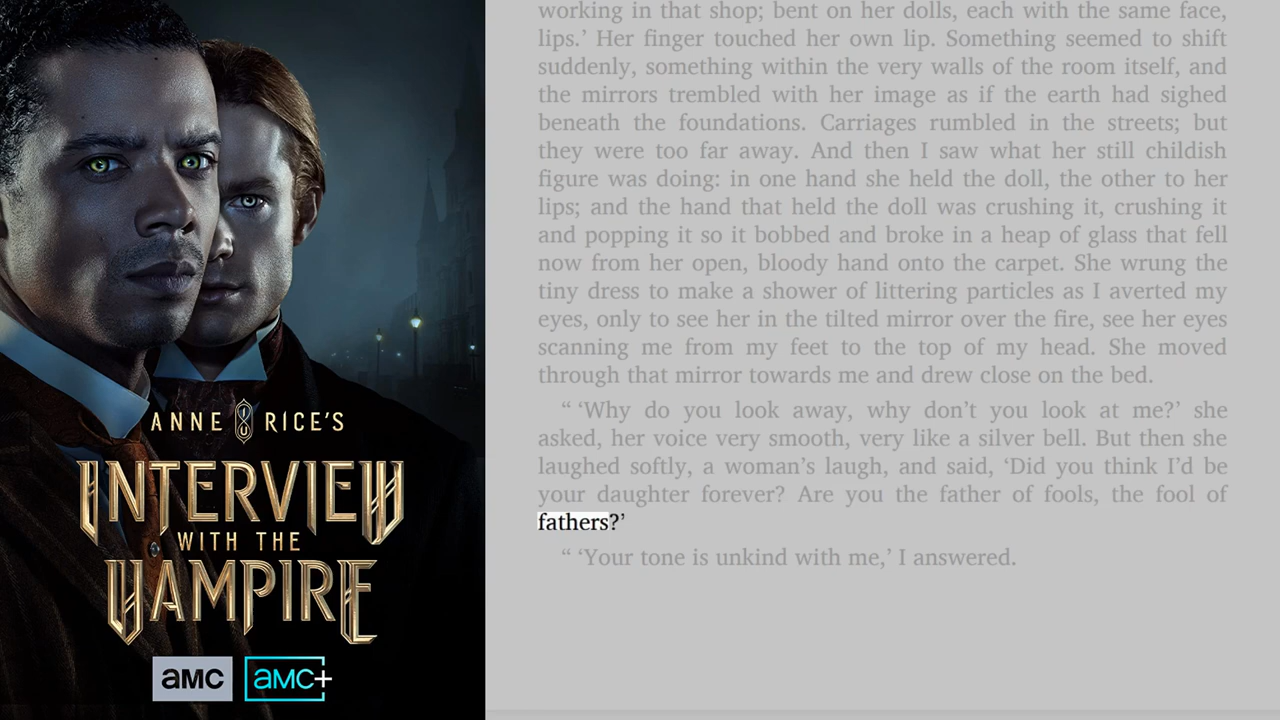 ANNE RICE'S
INTERVIEW
WITH THE
VAMPIRE
amc
amc+
working in that shop; bent on her dolls, each with the same face,
lips.’ Her finger touched her own lip. Something seemed to shift
suddenly, something within the very walls of the room itself, and
the mirrors trembled with her image as if the earth had sighed
beneath the foundations. Carriages rumbled in the streets; but
they were too far away. And then I saw what her still childish
figure was doing: in one hand she held the doll, the other to her
lips; and the hand that held the doll was crushing it, crushing it
and popping it so it bobbed and broke in a heap of glass that fell
now from her open, bloody hand onto the carpet. She wrung the
tiny dress to make a shower of littering particles as I averted my
eyes, only to see her in the tilted mirror over the fire, see her eyes
scanning me from my feet to the top of my head. She moved
through that mirror towards me and drew close on the bed.
“ ‘Why do you look away, why don’t you look at me?’ she
asked, her voice very smooth, very like a silver bell. But then she
laughed softly, a woman’s laugh, and said, ‘Did you think I’d be
your daughter forever? Are you the father of fools, the fool of
fathers?’
“ ‘Your tone is unkind with me,’ I answered.